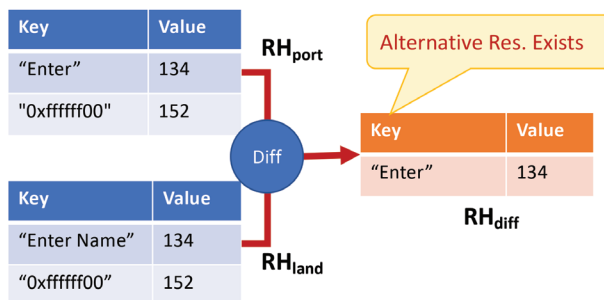 Key Value
“Enter” 134
"0xffffff00" 152
RHport
Alternative Res. Exists
Diff
Key Value
“Enter” 134
RHdiff
Key Value
“Enter Name” 134
“0xffffff00” 152
RHland